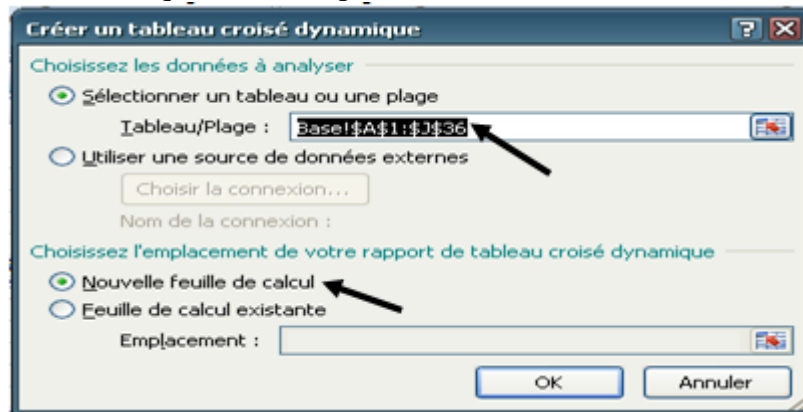 Créer un tableau croisé dynamique
Choisissez les données à analyser
Sélectionner un tableau ou une plage
Tableau/Plage : Base!$A$1:$J$36
Utiliser une source de données externes
Choisir la connexion...
Nom de la connexion :
Choisissez l'emplacement de votre rapport de tableau croisé dynamique
Nouvelle feuille de calcul
Feuille de calcul existante
Emplacement :
OK Annuler